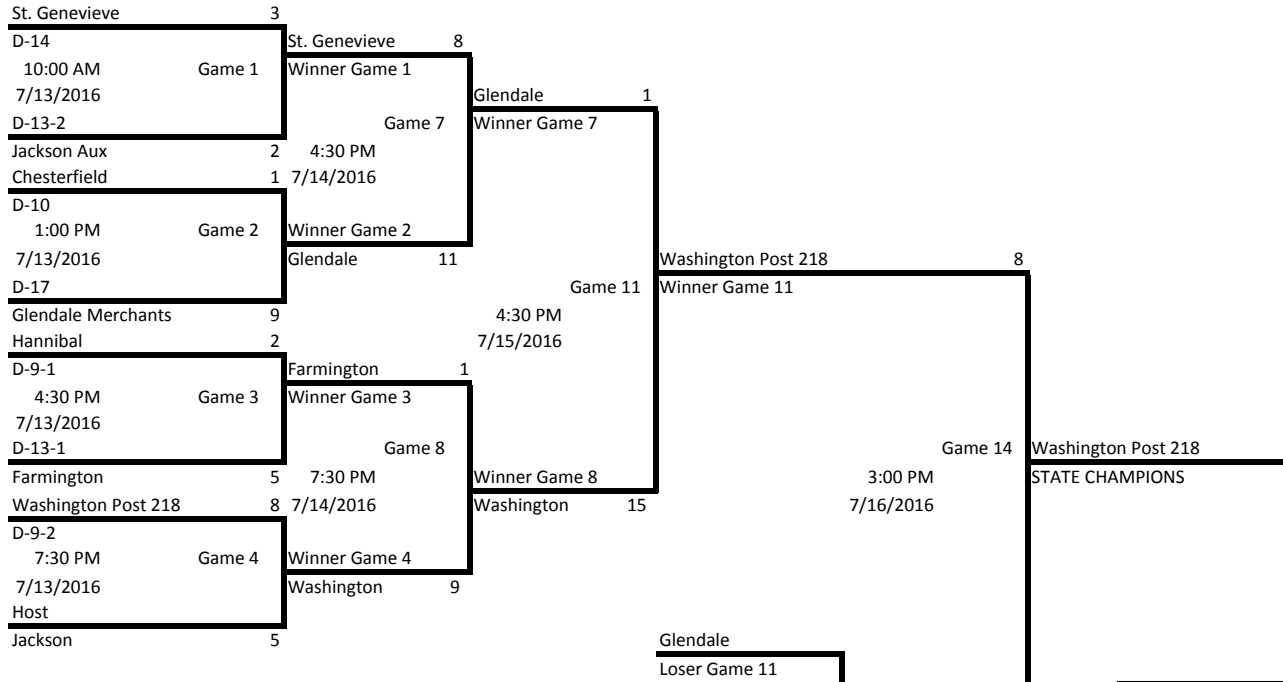 St. Genevieve 3
D-14 St. Genevieve 8
10:00 AM Game 1 Winner Game 1
7/13/2016 Glendale 1
D-13-2 Game 7 Winner Game 7
Jackson Aux 2 4:30 PM
Chesterfield 1 7/14/2016
D-10
1:00 PM Game 2 Winner Game 2
7/13/2016 Glendale 11 Washington Post 218 8
D-17 Game 11 Winner Game 11
Glendale Merchants 9 4:30 PM
Hannibal 2 7/15/2016
D-9-1 Farmington 1
4:30 PM Game 3 Winner Game 3
7/13/2016
D-13-1 Game 8 Game 14 Washington Post 218
Farmington 5 7:30 PM Winner Game 8 3:00 PM STATE CHAMPIONS
Washington Post 218 8 7/14/2016 Washington 15 7/16/2016
D-9-2
7:30 PM Game 4 Winner Game 4
7/13/2016 Washington 9
Host
Jackson 5 Glendale
Loser Game 11